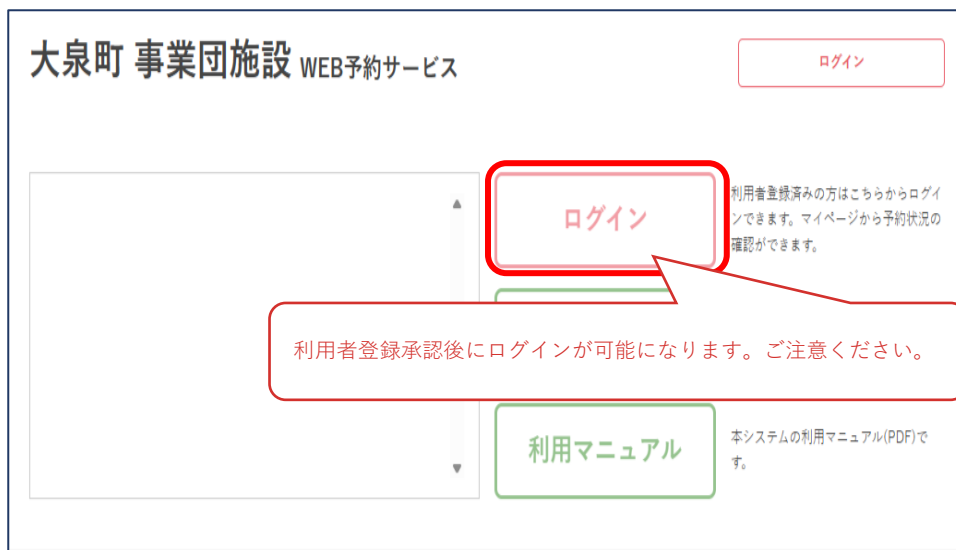 大泉町 事業団施設 WEB予約サービス
ログイン
ログイン
利用者登録済みの方はこちらからログイ
ンできます。マイページから予約状況の
確認ができます。
利用者登録承認後にログインが可能になります。ご注意ください。
利用マニュアル
本システムの利用マニュアル(PDF)で
す。